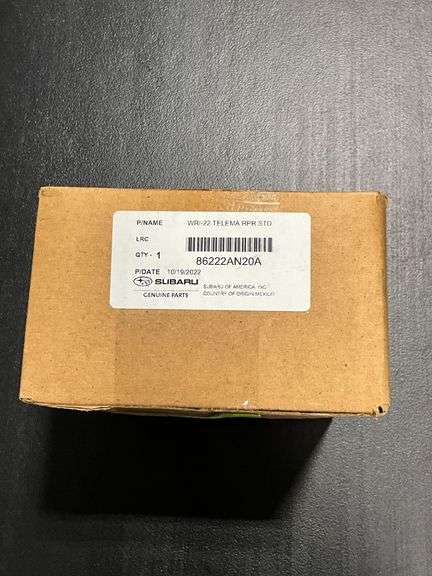 P/NAME WRI-22 TELEMA RPR STD
LRC
QTY - 1 86222AN20A
P/DATE 10/19/2022
SUBARU SUBARU OF AMERICA, INC.
GENUINE PARTS COUNTRY OF ORIGIN:MEXICO